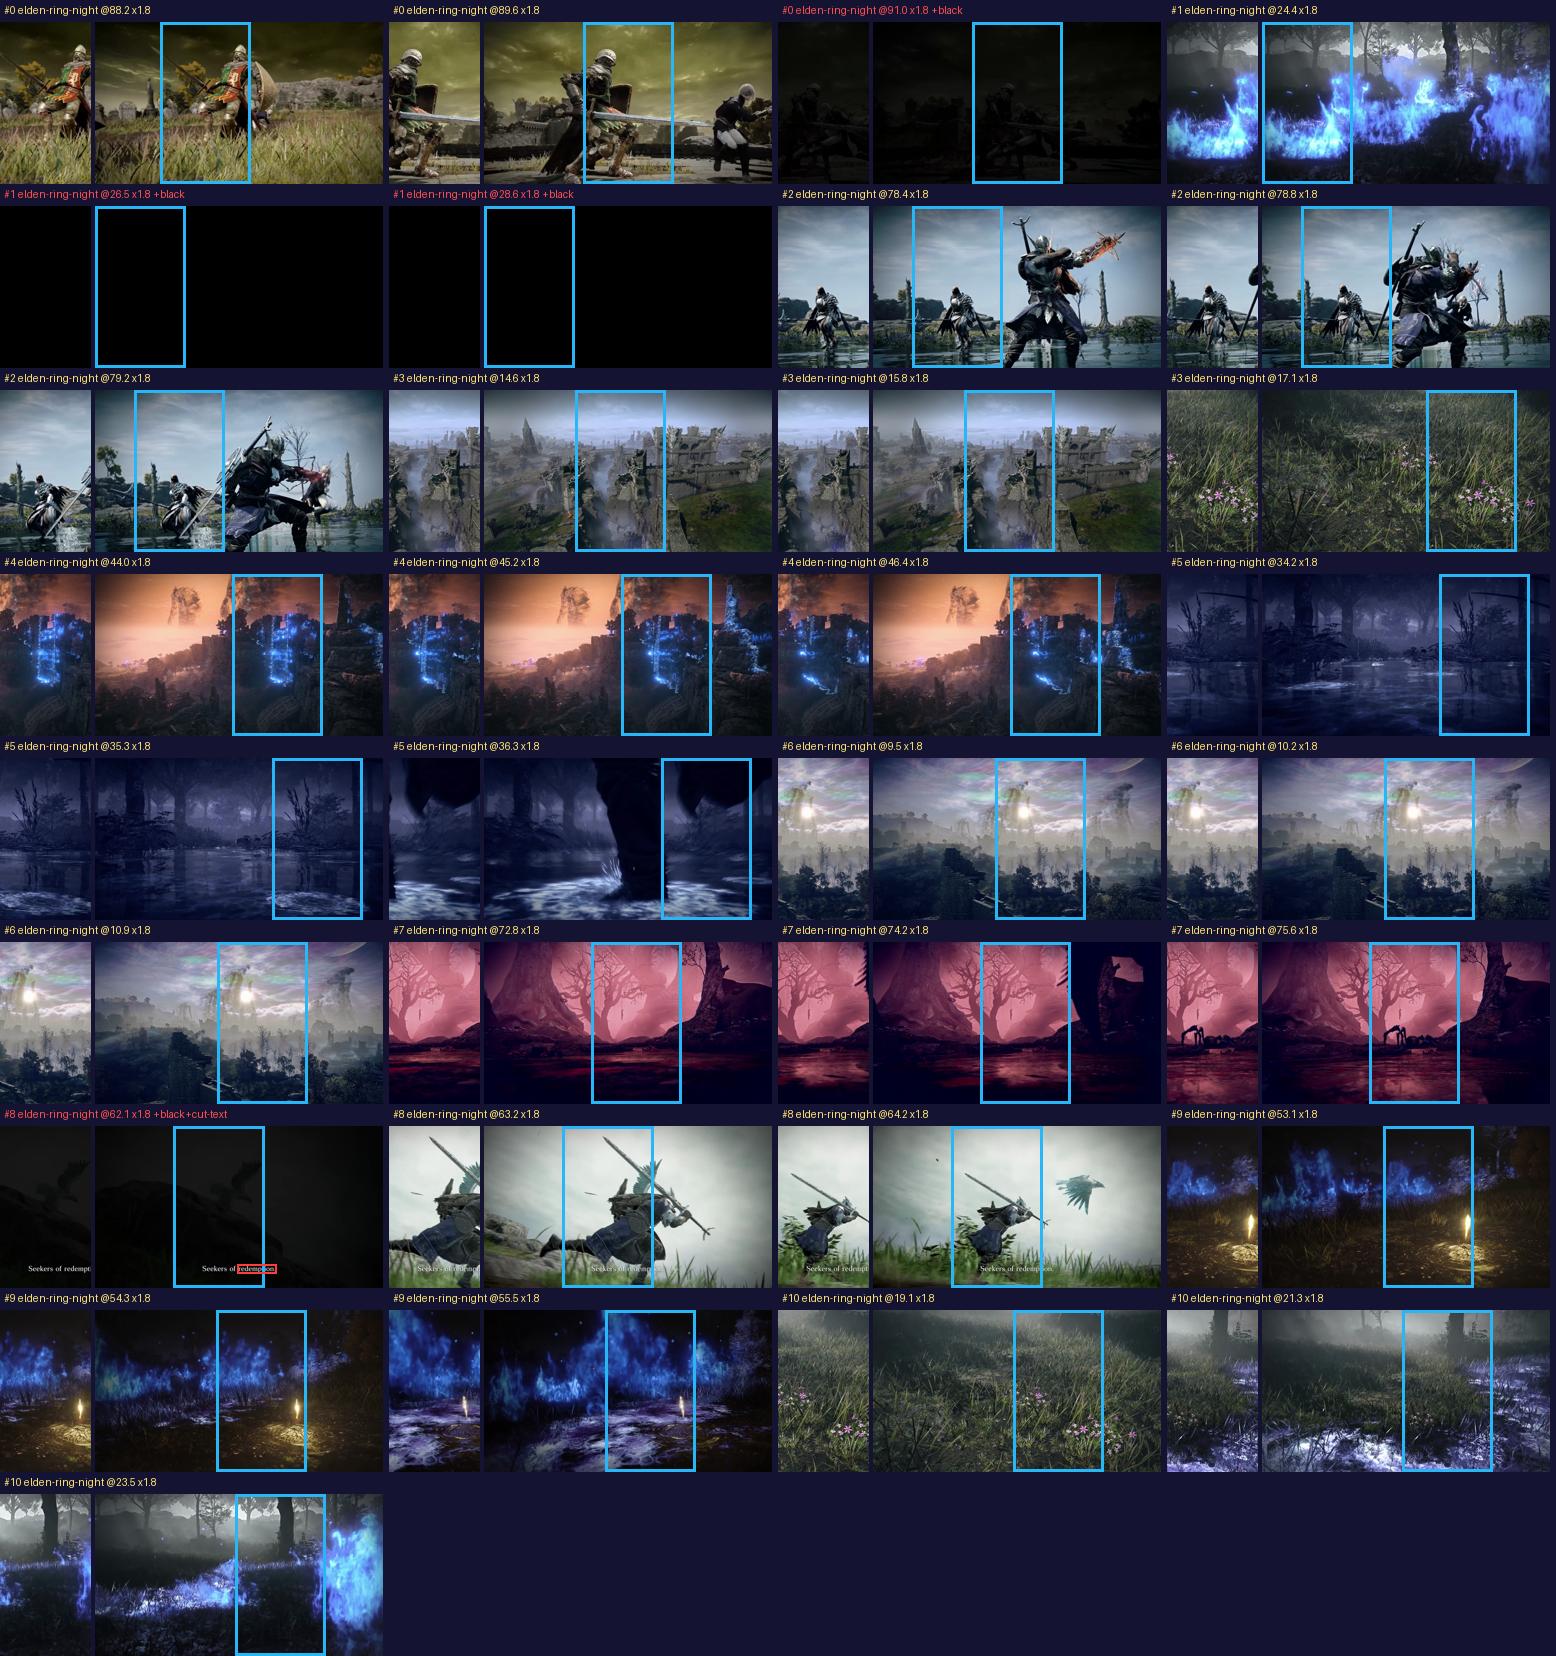 #0 elden-ring-night @88.2 x1.8
#0 elden-ring-night @89.6 x1.8
#0 elden-ring-night @91.0 x1.8 +black
#1 elden-ring-night @24.4 x1.8
#1 elden-ring-night @26.5 x1.8 +black
#1 elden-ring-night @28.6 x1.8 +black
#2 elden-ring-night @78.4 x1.8
#2 elden-ring-night @78.8 x1.8
#2 elden-ring-night @79.2 x1.8
#3 elden-ring-night @14.6 x1.8
#3 elden-ring-night @15.8 x1.8
#3 elden-ring-night @17.1 x1.8
#4 elden-ring-night @44.0 x1.8
#4 elden-ring-night @45.2 x1.8
#4 elden-ring-night @46.4 x1.8
#5 elden-ring-night @34.2 x1.8
#5 elden-ring-night @35.3 x1.8
#5 elden-ring-night @36.3 x1.8
#6 elden-ring-night @9.5 x1.8
#6 elden-ring-night @10.2 x1.8
#6 elden-ring-night @10.9 x1.8
#7 elden-ring-night @72.8 x1.8
#7 elden-ring-night @74.2 x1.8
#7 elden-ring-night @75.6 x1.8
#8 elden-ring-night @62.1 x1.8 +black+cut-text
Seekers of redempt
Seekers of redemption.
#8 elden-ring-night @63.2 x1.8
Seekers of redemp
Seekers of redemp
#8 elden-ring-night @64.2 x1.8
Seekers of redempt
Seekers of redemption.
#9 elden-ring-night @53.1 x1.8
#9 elden-ring-night @54.3 x1.8
#9 elden-ring-night @55.5 x1.8
#10 elden-ring-night @19.1 x1.8
#10 elden-ring-night @21.3 x1.8
#10 elden-ring-night @23.5 x1.8